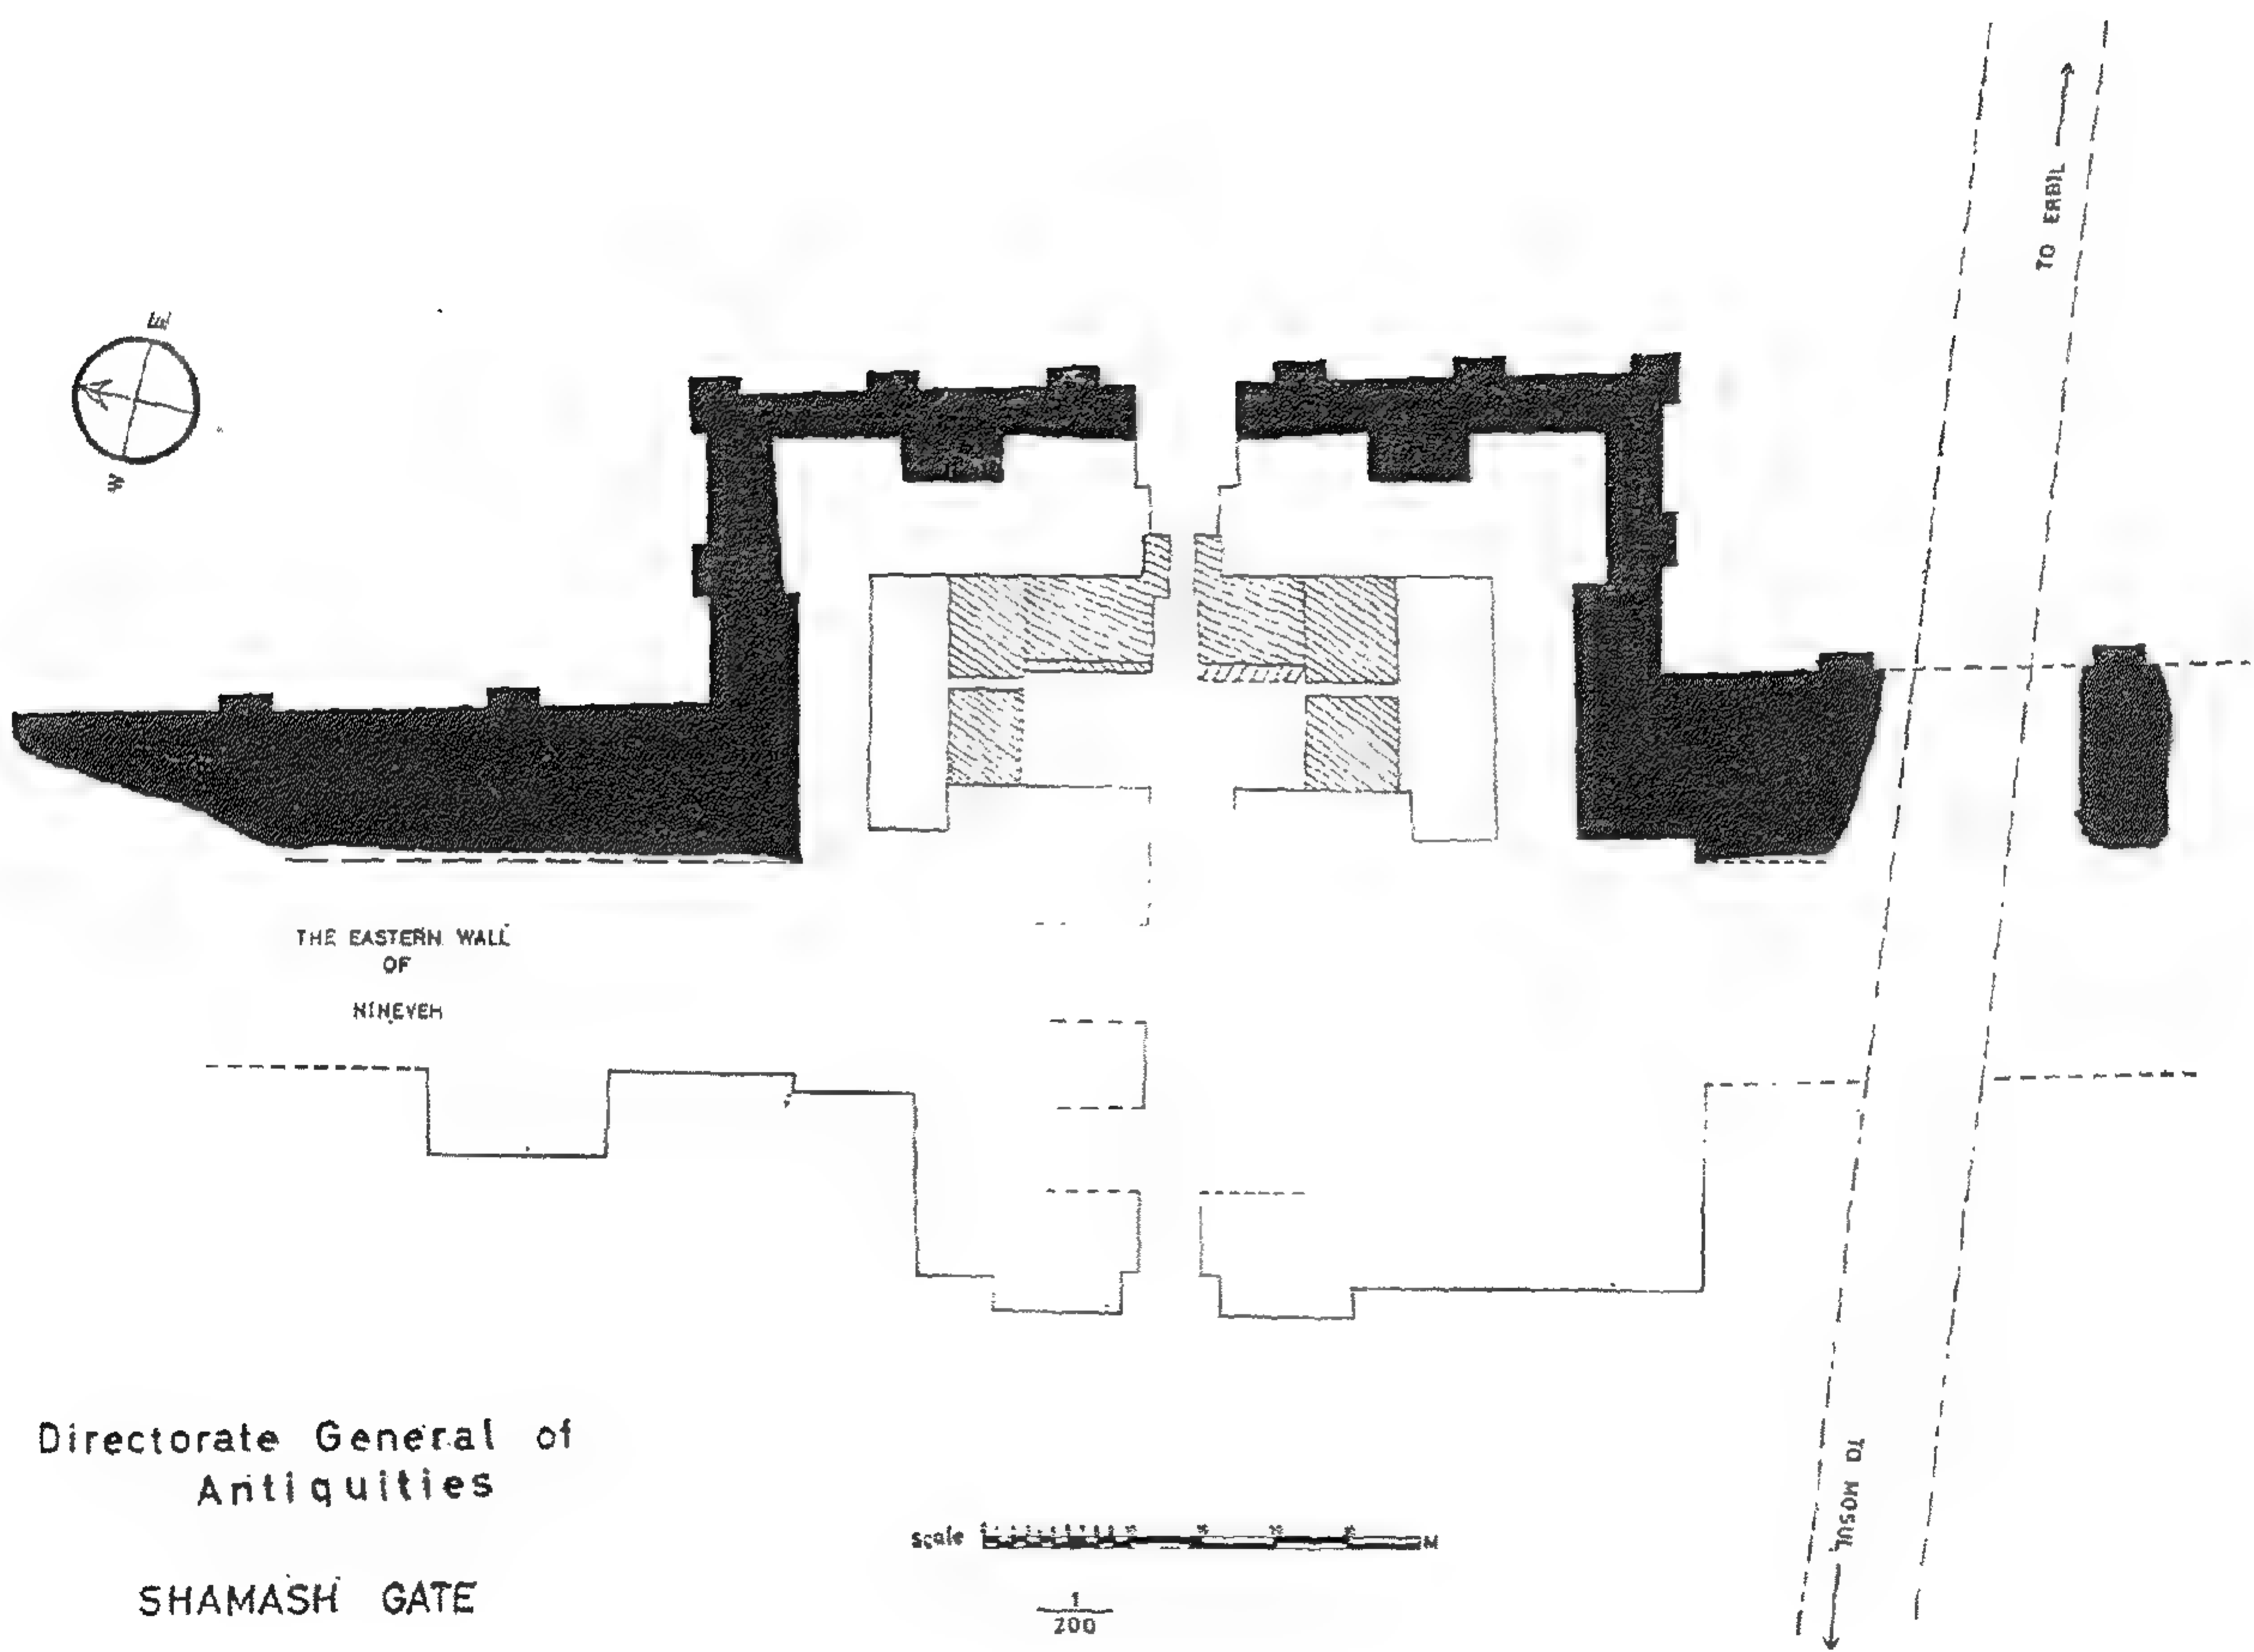 E
W
TO ERBIL
THE EASTERN WALL
OF
NINEVEH
TO MOSUL
Directorate General of
Antiquities
SHAMASH GATE
scale
M
1
200